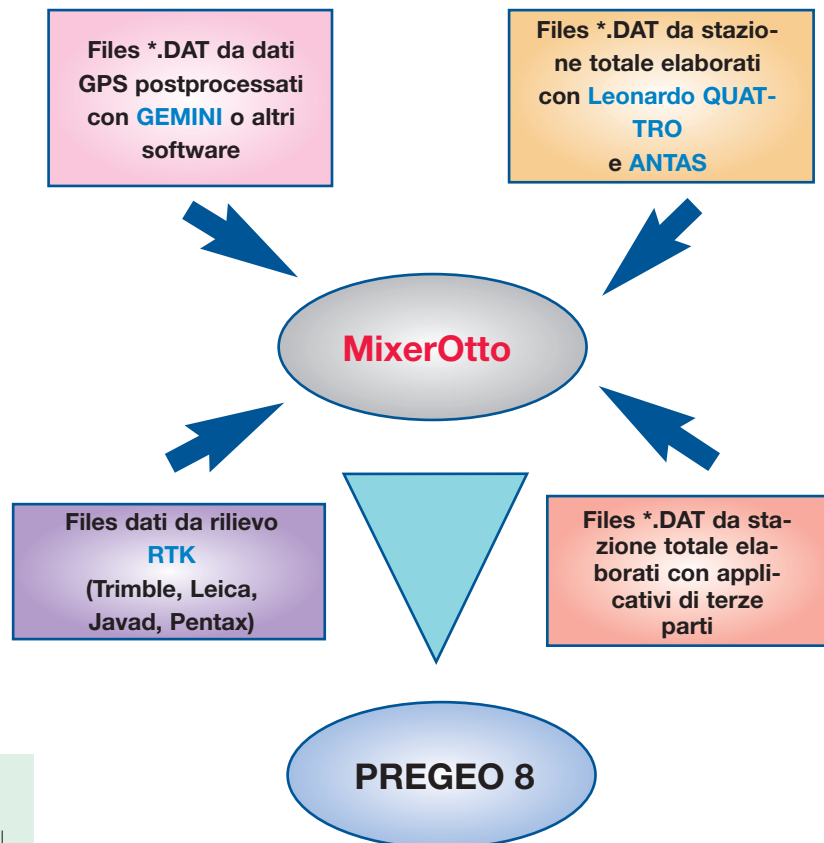 Files *.DAT da dati
GPS postprocessati
con GEMINI o altri
software
Files *.DAT da stazio-
ne totale elaborati
con Leonardo QUAT-
TRO
e ANTAS
MixerOtto
Files dati da rilievo
RTK
(Trimble, Leica,
Javad, Pentax)
Files *.DAT da sta-
zione totale ela-
borati con appli-
cativi di terze
parti
PREGEO 8